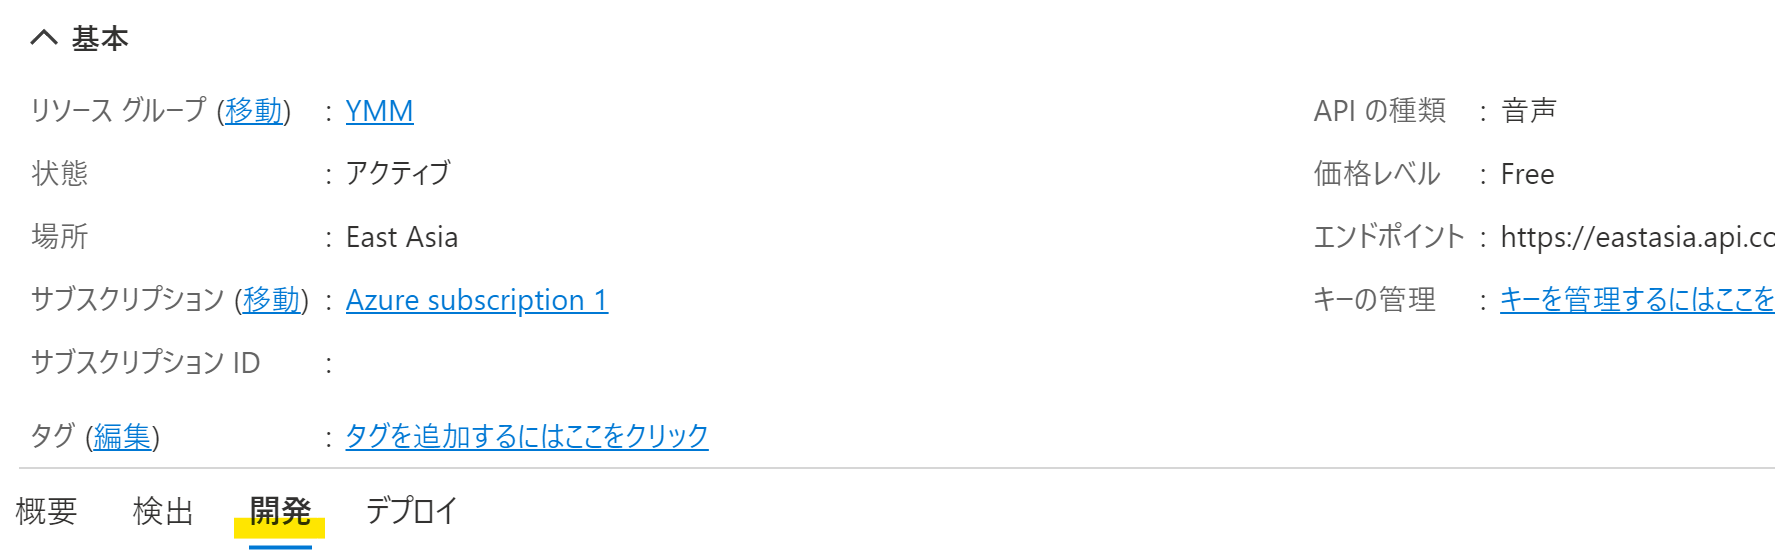 基本
リソース グループ (移動) : YMM
API の種類 : 音声
状態 : アクティブ
価格レベル : Free
場所 : East Asia
エンドポイント : https://eastasia.api.co
サブスクリプション (移動) : Azure subscription 1
キーの管理 : キーを管理するにはここを
サブスクリプション ID :
タグ (編集) : タグを追加するにはここをクリック
概要 検出 開発 デプロイ